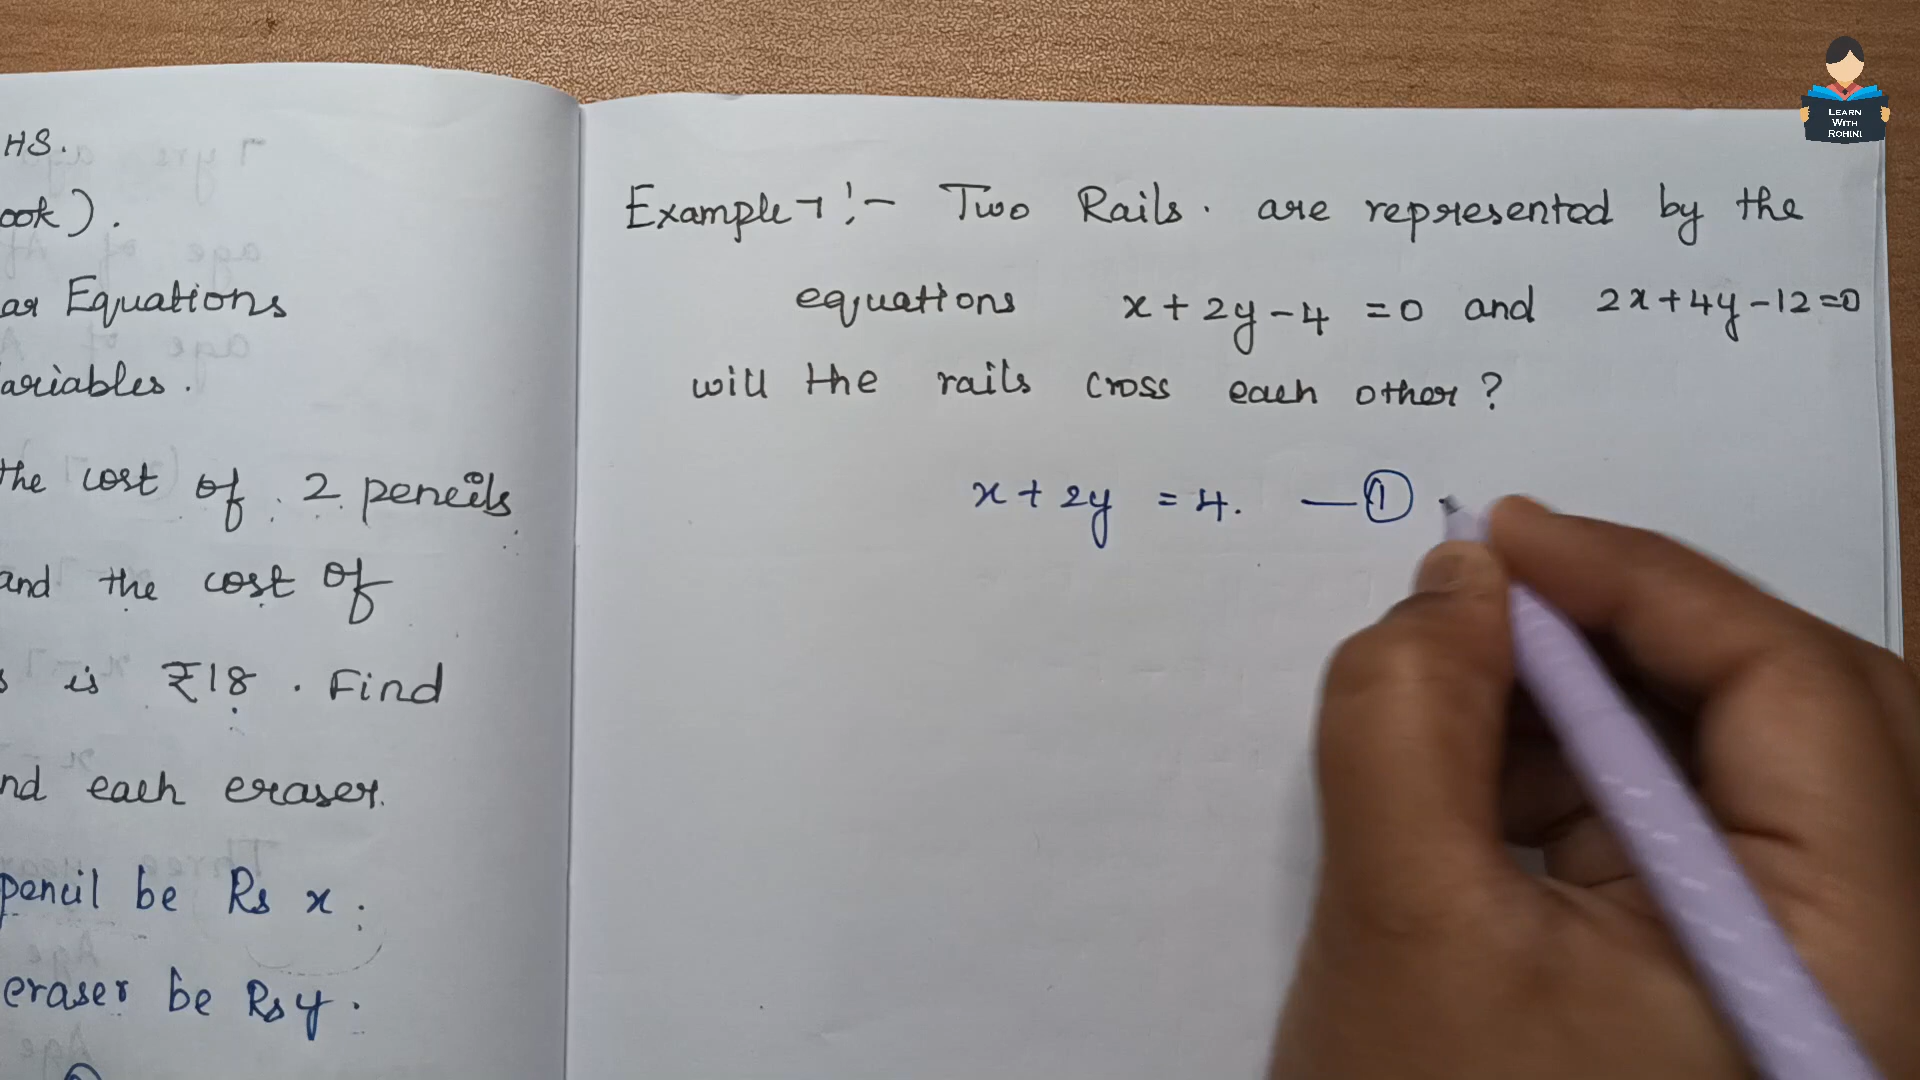 HS.
ook).
ar Equations
ariables.
the cost of 2 pencils
and the cost of
s is ₹18. Find
nd each eraser.
pencil be Rs x.
eraser be Rs y.
Example 7:- Two Rails. are represented by the
equations x + 2y - 4 = 0 and 2x + 4y - 12 = 0
will the rails cross each other?
x + 2y = 4. — ①
LEARN
WITH
ROHINI